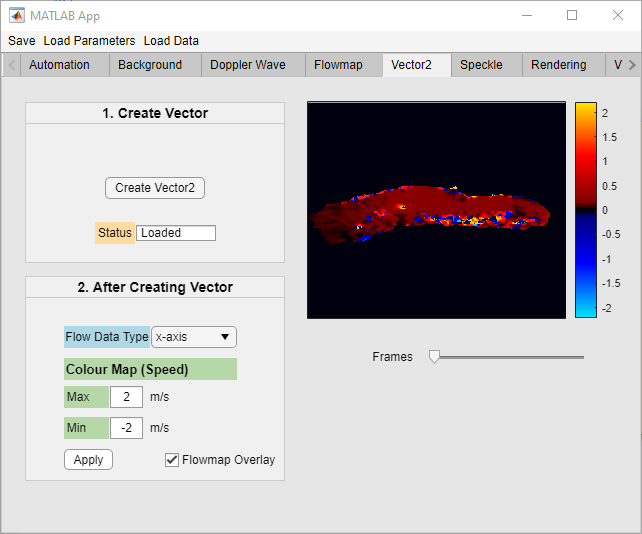 MATLAB App
Save Load Parameters Load Data
Automation Background Doppler Wave Flowmap Vector2 Speckle Rendering V
1. Create Vector
Create Vector2
Status Loaded
2. After Creating Vector
Flow Data Type x-axis
Colour Map (Speed)
Max 2 m/s
Min -2 m/s
Apply Flowmap Overlay
2
1.5
1
0.5
0
-0.5
-1
-1.5
-2
Frames